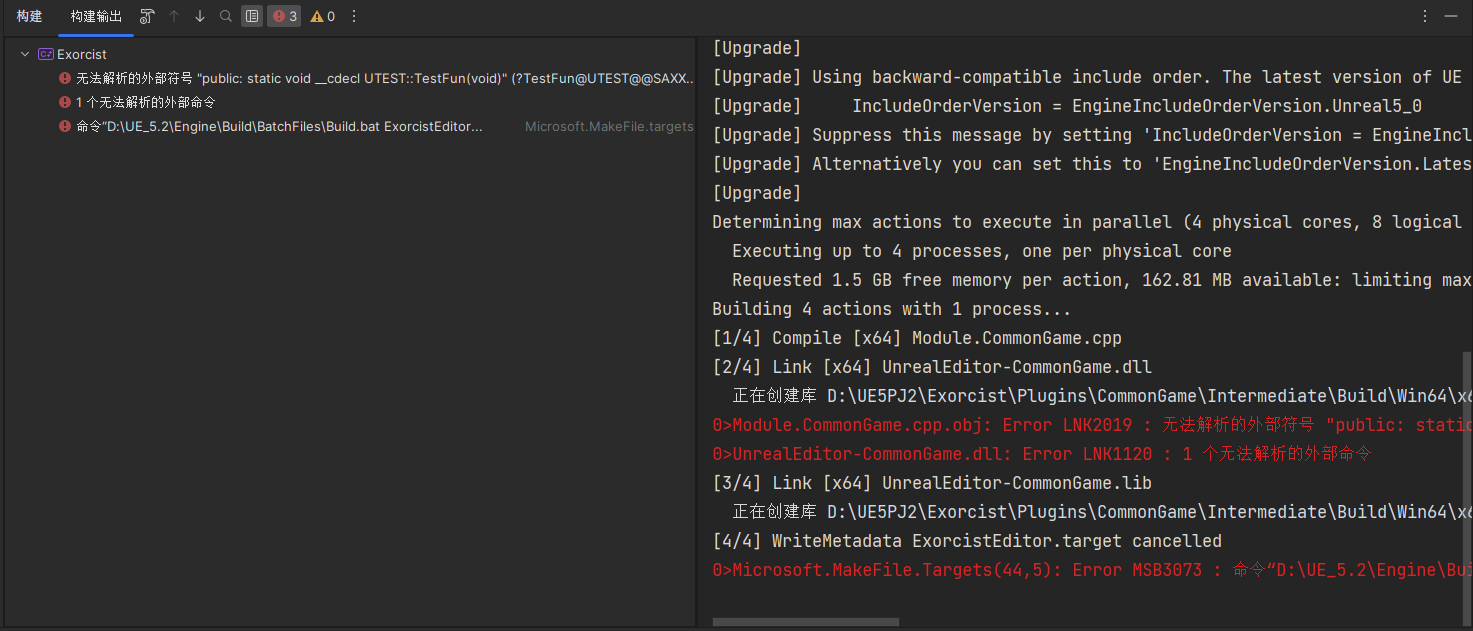 构建 构建输出 3 0
Exorcist
无法解析的外部符号 "public: static void __cdecl UTEST::TestFun(void)" (?TestFun@UTEST@@SAXX..
1 个无法解析的外部命令
命令“D:\UE_5.2\Engine\Build\BatchFiles\Build.bat ExorcistEditor... Microsoft.MakeFile.targets
[Upgrade]
[Upgrade] Using backward-compatible include order. The latest version of UE
[Upgrade]     IncludeOrderVersion = EngineIncludeOrderVersion.Unreal5_0
[Upgrade] Suppress this message by setting 'IncludeOrderVersion = EngineIncl
[Upgrade] Alternatively you can set this to 'EngineIncludeOrderVersion.Lates
[Upgrade]
Determining max actions to execute in parallel (4 physical cores, 8 logical
  Executing up to 4 processes, one per physical core
  Requested 1.5 GB free memory per action, 162.81 MB available: limiting max
Building 4 actions with 1 process...
[1/4] Compile [x64] Module.CommonGame.cpp
[2/4] Link [x64] UnrealEditor-CommonGame.dll
  正在创建库 D:\UE5PJ2\Exorcist\Plugins\CommonGame\Intermediate\Build\Win64\x6
0>Module.CommonGame.cpp.obj: Error LNK2019 : 无法解析的外部符号 "public: static
0>UnrealEditor-CommonGame.dll: Error LNK1120 : 1 个无法解析的外部命令
[3/4] Link [x64] UnrealEditor-CommonGame.lib
  正在创建库 D:\UE5PJ2\Exorcist\Plugins\CommonGame\Intermediate\Build\Win64\x6
[4/4] WriteMetadata ExorcistEditor.target cancelled
0>Microsoft.MakeFile.Targets(44,5): Error MSB3073 : 命令“D:\UE_5.2\Engine\Bui